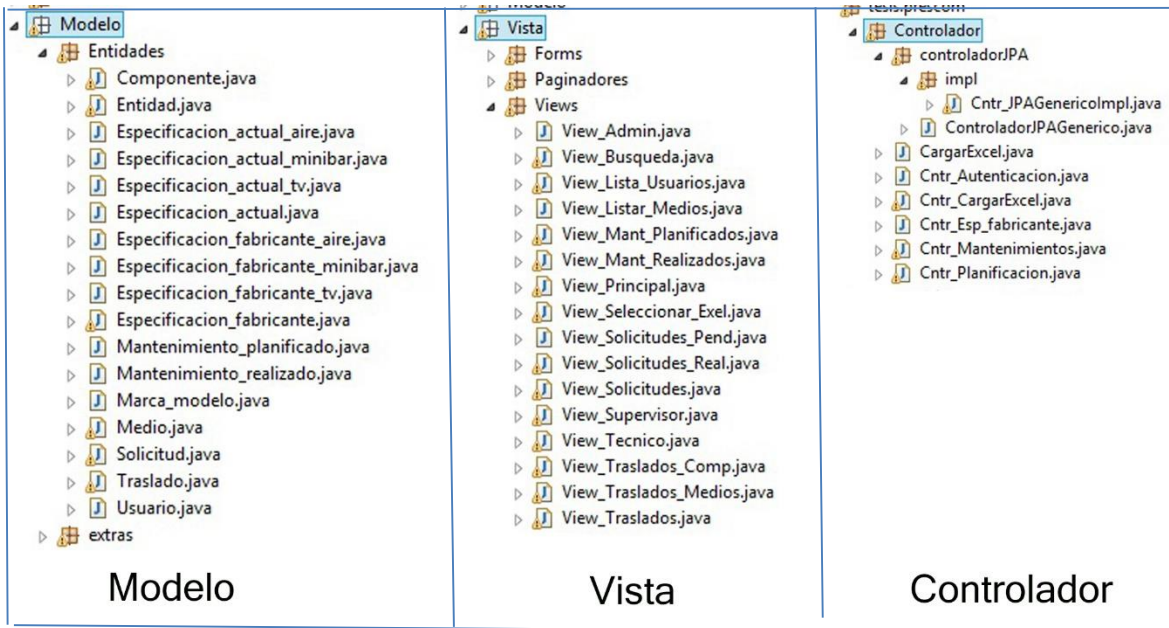 Modelo
Entidades
Componente.java
Entidad.java
Especificacion_actual_aire.java
Especificacion_actual_minibar.java
Especificacion_actual_tv.java
Especificacion_actual.java
Especificacion_fabricante_aire.java
Especificacion_fabricante_minibar.java
Especificacion_fabricante_tv.java
Especificacion_fabricante.java
Mantenimiento_planificado.java
Mantenimiento_realizado.java
Marca_modelo.java
Medio.java
Solicitud.java
Traslado.java
Usuario.java
extras
Modelo
Modelo
Vista
Forms
Paginadores
Views
View_Admin.java
View_Busqueda.java
View_Lista_Usuarios.java
View_Listar_Medios.java
View_Mant_Planificados.java
View_Mant_Realizados.java
View_Principal.java
View_Seleccionar_Exel.java
View_Solicitudes_Pend.java
View_Solicitudes_Real.java
View_Solicitudes.java
View_Supervisor.java
View_Tecnico.java
View_Traslados_Comp.java
View_Traslados_Medios.java
View_Traslados.java
Vista
tesis.prescom
Controlador
controladorJPA
impl
Cntr_JPAGenericoImpl.java
ControladorJPAGenerico.java
CargarExcel.java
Cntr_Autenticacion.java
Cntr_CargarExcel.java
Cntr_Esp_fabricante.java
Cntr_Mantenimientos.java
Cntr_Planificacion.java
Controlador